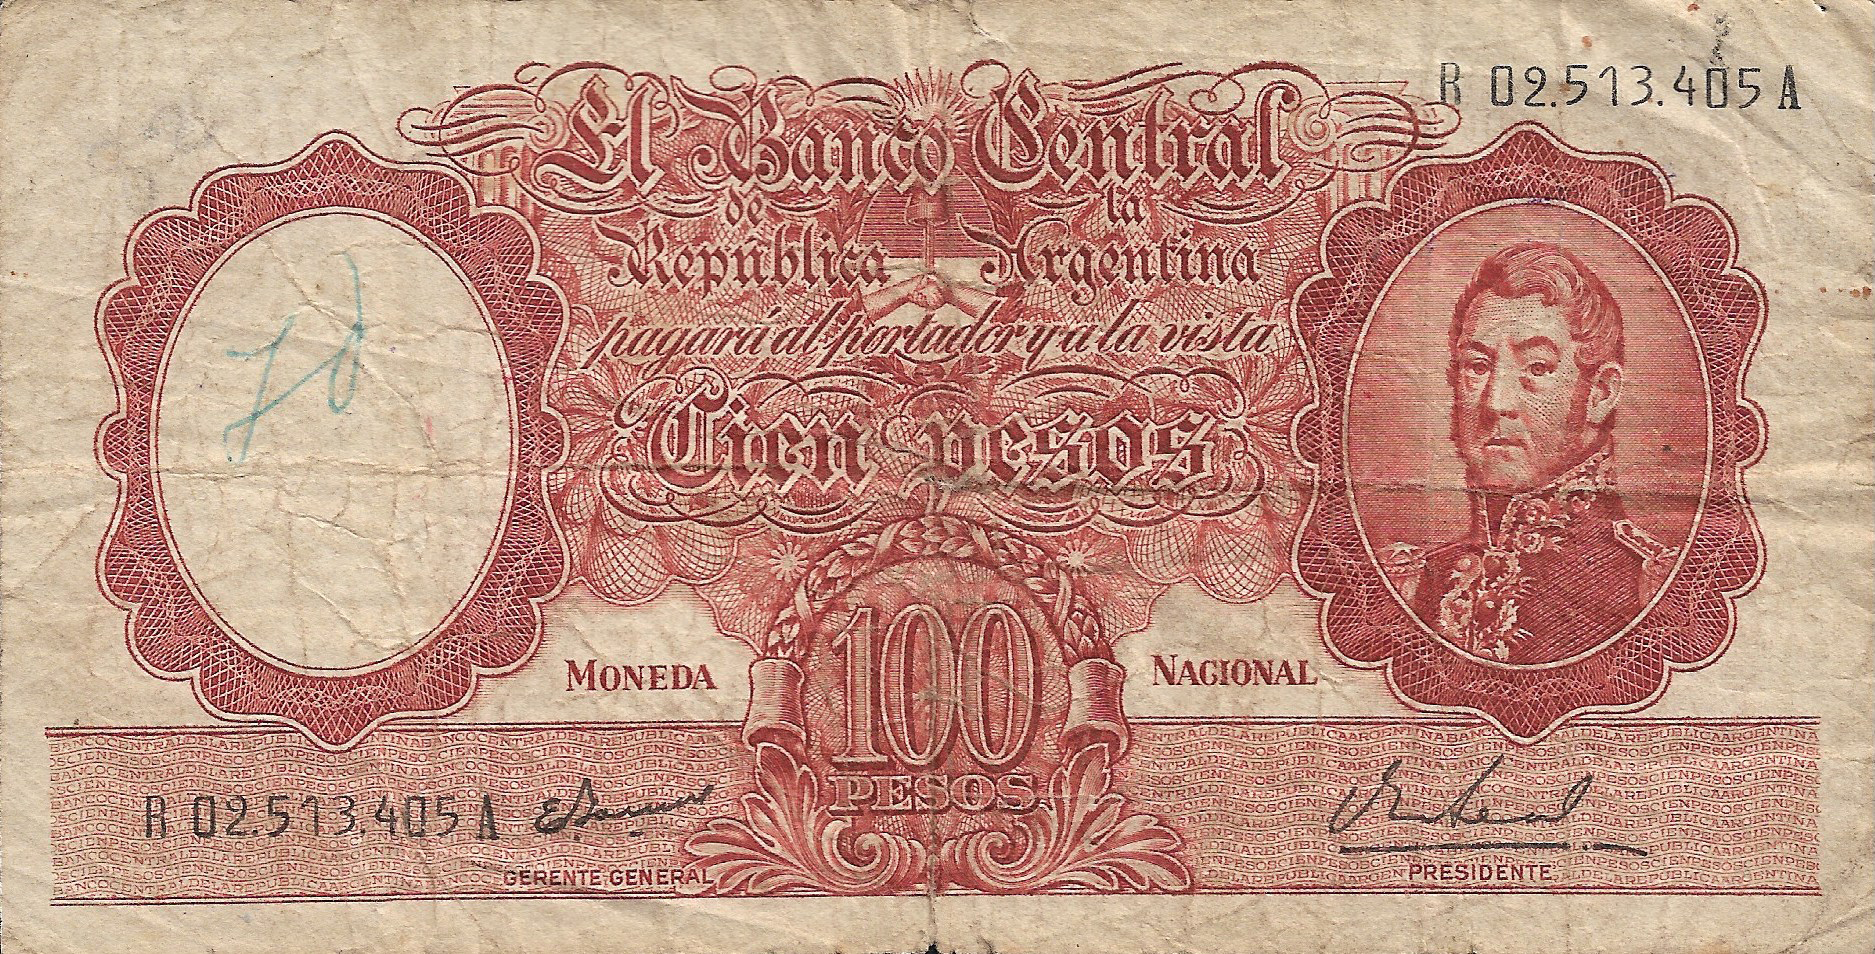 R 02.513.405 A
El Banco Central
de la
República Argentina
pagará al portador y a la vista
Cien pesos
70
MONEDA NACIONAL
100
PESOS
R 02.513.405 A
GERENTE GENERAL
PRESIDENTE